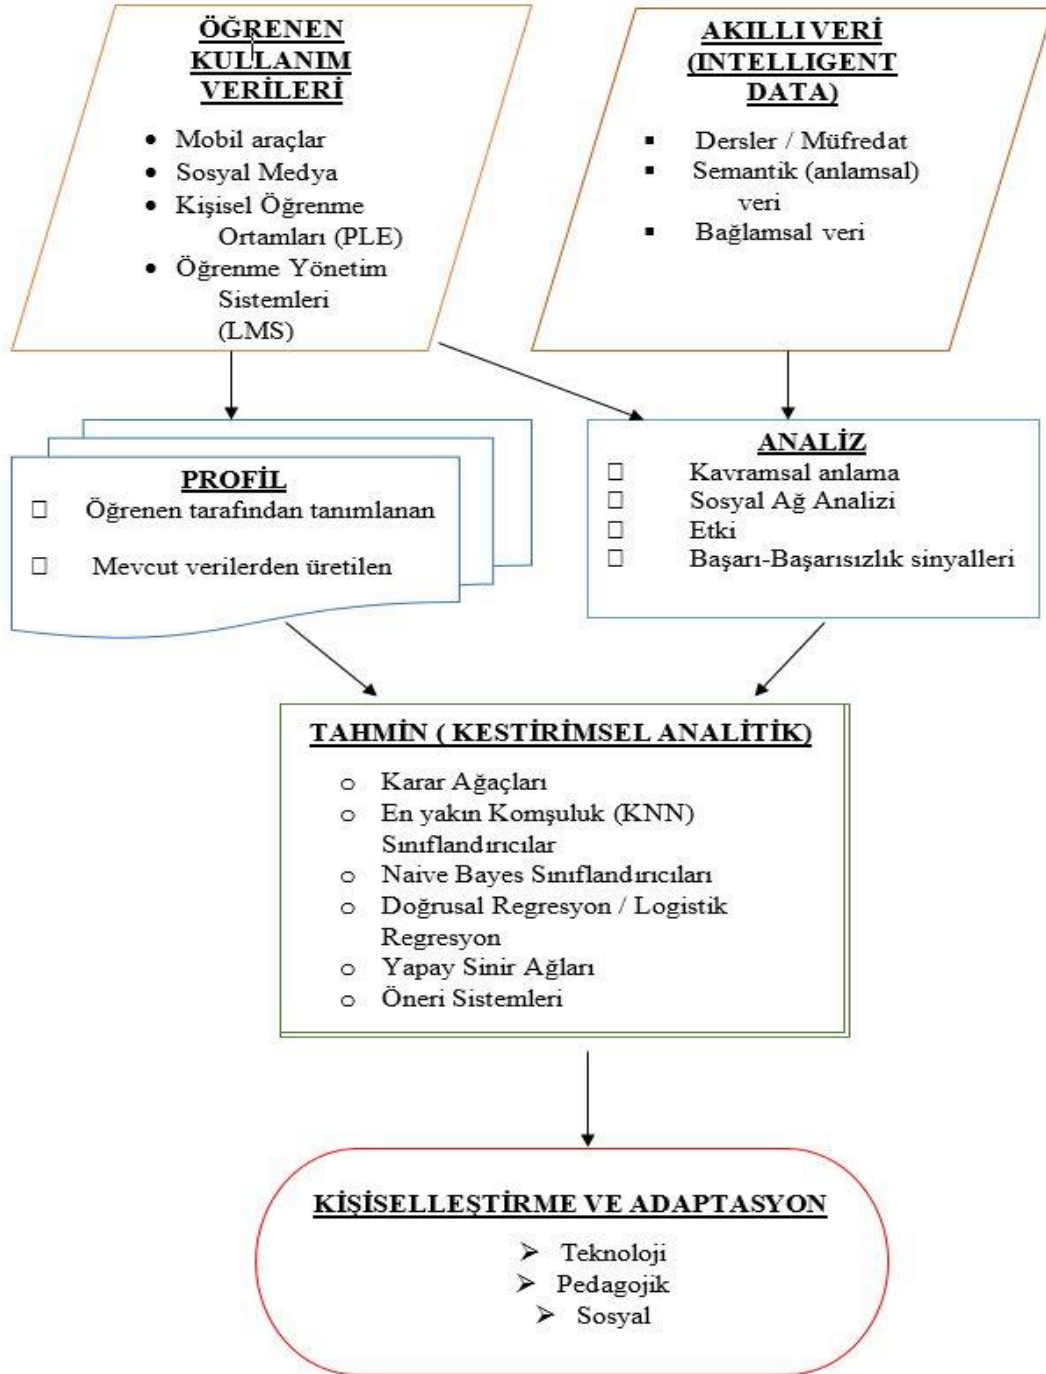 ÖĞRENEN
KULLANIM
VERİLERİ
• Mobil araçlar
• Sosyal Medya
• Kişisel Öğrenme
Ortamları (PLE)
• Öğrenme Yönetim
Sistemleri
(LMS)
AKILLI VERİ
(INTELLIGENT
DATA)
▪ Dersler / Müfredat
▪ Semantik (anlamsal)
veri
▪ Bağlamsal veri
PROFİL
□ Öğrenen tarafından tanımlanan
□ Mevcut verilerden üretilen
ANALİZ
□ Kavramsal anlama
□ Sosyal Ağ Analizi
□ Etki
□ Başarı-Başarısızlık sinyalleri
TAHMİN ( KESTİRİMSEL ANALİTİK)
o Karar Ağaçları
o En yakın Komşuluk (KNN)
Sınıflandırıcılar
o Naive Bayes Sınıflandırıcıları
o Doğrusal Regresyon / Logistik
Regresyon
o Yapay Sinir Ağları
o Öneri Sistemleri
KİŞİSELLEŞTİRME VE ADAPTASYON
➢ Teknoloji
➢ Pedagojik
➢ Sosyal